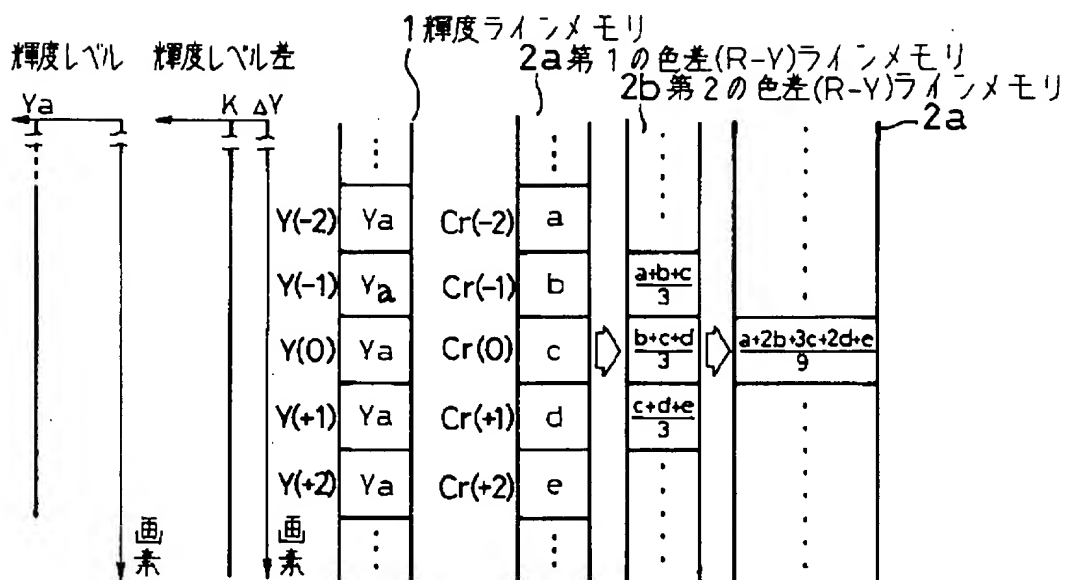 1 輝度ラインメモリ
輝度レベル 輝度レベル差
2a 第1の色差(R-Y)ラインメモリ
2b 第2の色差(R-Y)ラインメモリ
Ya K ΔY
2a
Y(-2) Ya Cr(-2) a
Y(-1) Ya Cr(-1) b a+b+c/3
Y(0) Ya Cr(0) c b+c+d/3 a+2b+3c+2d+e/9
Y(+1) Ya Cr(+1) d c+d+e/3
Y(+2) Ya Cr(+2) e
画素 画素